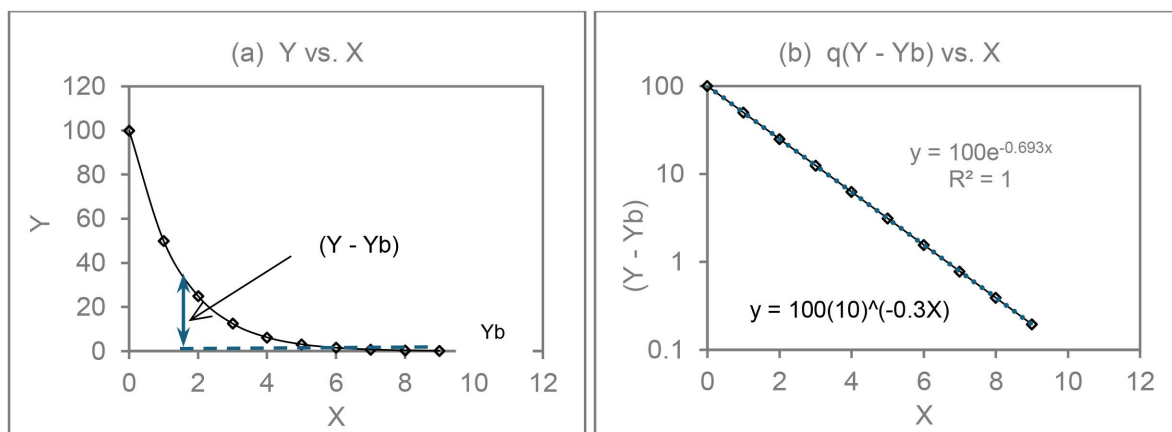 (a) Y vs. X
120
100
80
60
40
20
0
Y
(Y - Yb)
Yb
0 2 4 6 8 10 12
X
(b) q(Y - Yb) vs. X
100
10
1
0.1
(Y - Yb)
y = 100e^-0.693x
R² = 1
y = 100(10)^(-0.3X)
0 2 4 6 8 10 12
X